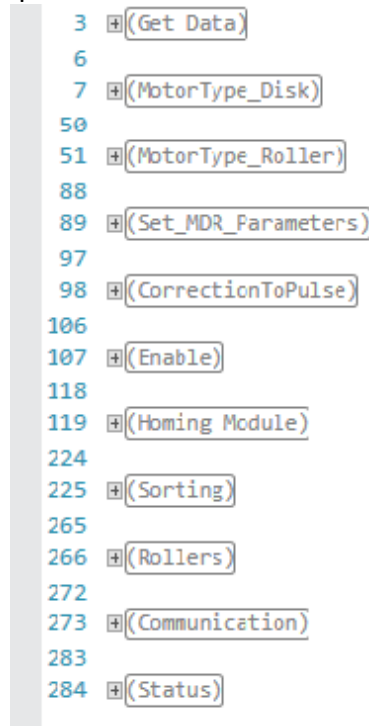 3 (Get Data)
6
7 (MotorType_Disk)
50
51 (MotorType_Roller)
88
89 (Set_MDR_Parameters)
97
98 (CorrectionToPulse)
106
107 (Enable)
118
119 (Homing Module)
224
225 (Sorting)
265
266 (Rollers)
272
273 (Communication)
283
284 (Status)